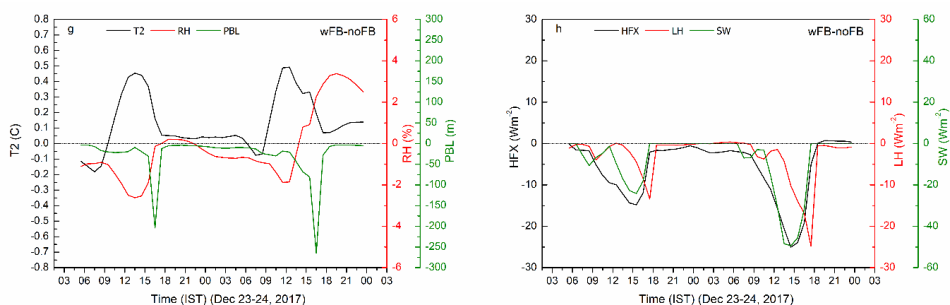 g T2 RH PBL wFB-noFB
0.8 0.7 0.6 0.5 0.4 0.3 0.2 0.1 0.0 -0.1 -0.2 -0.3 -0.4 -0.5 -0.6 -0.7 -0.8
T2 (C)
6 4 2 0 -2 -4 -6
RH (%)
300 250 200 150 100 50 0 -50 -100 -150 -200 -250 -300
PBL (m)
03 06 09 12 15 18 21 00 03 06 09 12 15 18 21 00 03
Time (IST) (Dec 23-24, 2017)
h HFX LH SW wFB-noFB
30 20 10 0 -10 -20 -30
HFX (Wm-2)
30 20 10 0 -10 -20 -30
LH (Wm-2)
60 40 20 0 -20 -40 -60
SW (Wm-2)
03 06 09 12 15 18 21 00 03 06 09 12 15 18 21 00 03
Time (IST) (Dec 23-24, 2017)